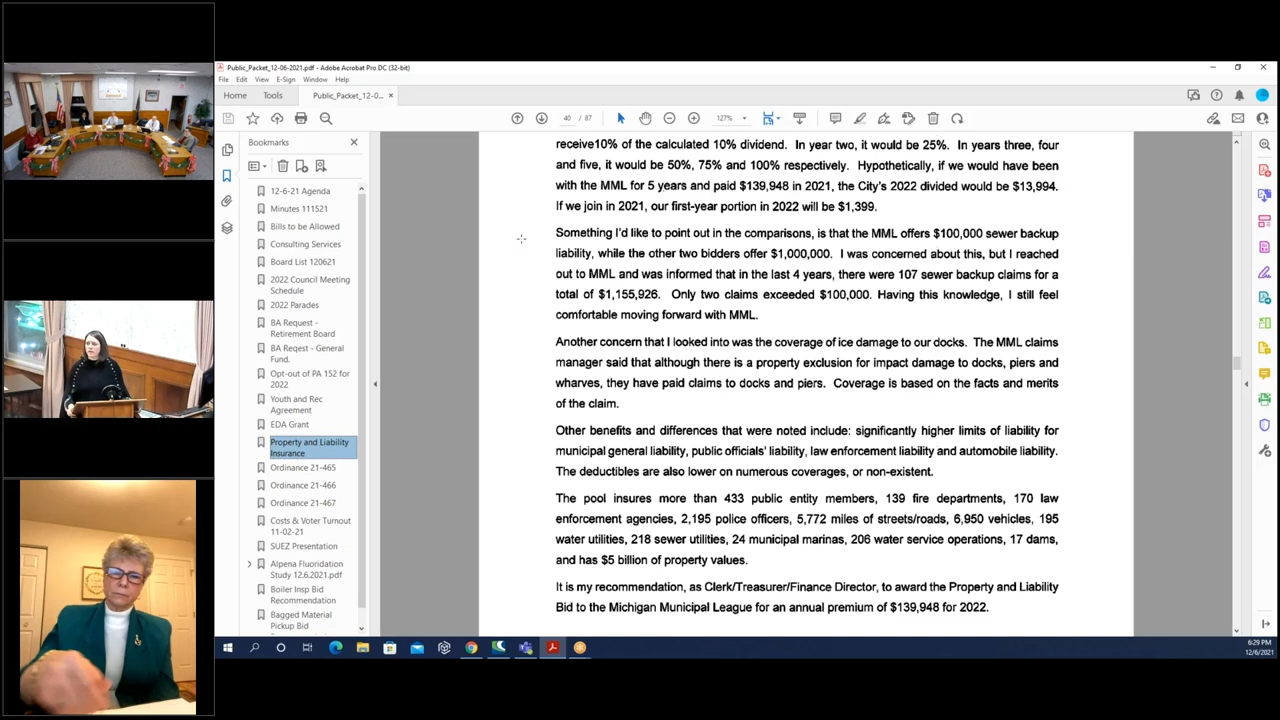 Public_Packet_12-06-2021.pdf - Adobe Acrobat Pro DC (32-bit)
File Edit View E-Sign Window Help
Home Tools Public_Packet_12-0... ×
40 / 87 127%
Bookmarks
12-6-21 Agenda
Minutes 111521
Bills to be Allowed
Consulting Services
Board List 120621
2022 Council Meeting
Schedule
2022 Parades
BA Request -
Retirement Board
BA Reqest - General
Fund.
Opt-out of PA 152 for
2022
Youth and Rec
Agreement
EDA Grant
Property and Liability
Insurance
Ordinance 21-465
Ordinance 21-466
Ordinance 21-467
Costs & Voter Turnout
11-02-21
SUEZ Presentation
Alpena Fluoridation
Study 12.6.2021.pdf
Boiler Insp Bid
Recommendation
Bagged Material
Pickup Bid
receive10% of the calculated 10% dividend. In year two, it would be 25%. In years three, four
and five, it would be 50%, 75% and 100% respectively. Hypothetically, if we would have been
with the MML for 5 years and paid $139,948 in 2021, the City's 2022 divided would be $13,994.
If we join in 2021, our first-year portion in 2022 will be $1,399.
Something I'd like to point out in the comparisons, is that the MML offers $100,000 sewer backup
liability, while the other two bidders offer $1,000,000. I was concerned about this, but I reached
out to MML and was informed that in the last 4 years, there were 107 sewer backup claims for a
total of $1,155,926. Only two claims exceeded $100,000. Having this knowledge, I still feel
comfortable moving forward with MML.
Another concern that I looked into was the coverage of ice damage to our docks. The MML claims
manager said that although there is a property exclusion for impact damage to docks, piers and
wharves, they have paid claims to docks and piers. Coverage is based on the facts and merits
of the claim.
Other benefits and differences that were noted include: significantly higher limits of liability for
municipal general liability, public officials' liability, law enforcement liability and automobile liability.
The deductibles are also lower on numerous coverages, or non-existent.
The pool insures more than 433 public entity members, 139 fire departments, 170 law
enforcement agencies, 2,195 police officers, 5,772 miles of streets/roads, 6,950 vehicles, 195
water utilities, 218 sewer utilities, 24 municipal marinas, 206 water service operations, 17 dams,
and has $5 billion of property values.
It is my recommendation, as Clerk/Treasurer/Finance Director, to award the Property and Liability
Bid to the Michigan Municipal League for an annual premium of $139,948 for 2022.
6:29 PM
12/6/2021